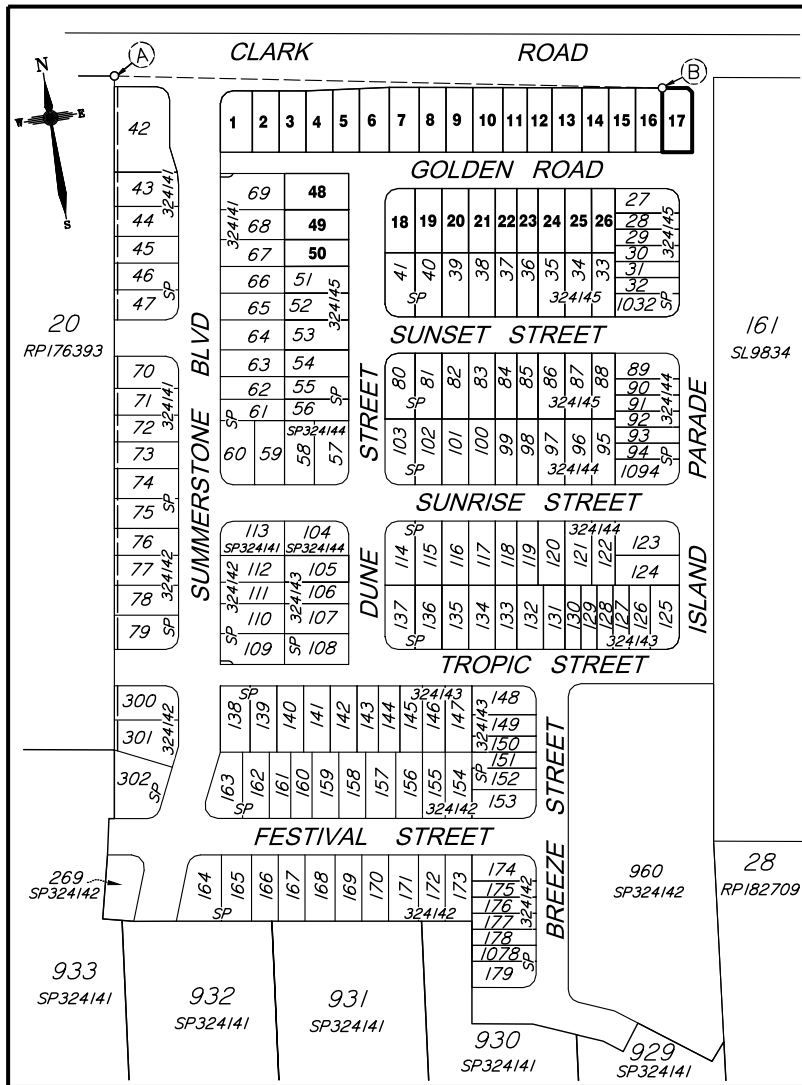 CLARK ROAD
A
B
N
W E
S
42
43
44
45
46
47
324141
SP
1 2 3 4 5 6 7 8 9 10 11 12 13 14 15 16 17
GOLDEN ROAD
69 48
68 49
67 50
66 51
65 52
64 53
63 54
62 55
61 56
324141
SP
324145
SP
SP324144
60 59 58 57
18 19 20 21 22 23 24 25 26
41 40 39 38 37 36 35 34 33
SP 324145
27
28
29
30
31
32
1032
324145
SP
20
RP176393
161
SL9834
SUNSET STREET
SUMMERSTONE BLVD
DUNE STREET
ISLAND PARADE
70
71
72
73
74
75
76
77
78
79
324141
SP
324142
SP
80 81 82 83 84 85 86 87 88
SP 324145
103 102 101 100 99 98 97 96 95
SP 324144
89
90
91
92
93
94
1094
324144
SP
SUNRISE STREET
113 104
SP324141 SP324144
112 105
111 106
110 107
109 108
324142
SP
324143
SP
SP 324144
114 115 116 117 118 119 120 121 122
123
124
137 136 135 134 133 132 131 130 129 128 127 126 125
SP 324143
TROPIC STREET
300
301
302
324142
SP
SP 324143
138 139 140 141 142 143 144 145 146 147
148
149
150
151
152
153
324143
SP
163 162 161 160 159 158 157 156 155 154
SP 324142
FESTIVAL STREET
BREEZE STREET
269
SP324142
164 165 166 167 168 169 170 171 172 173
SP 324142
174
175
176
177
178
1078
179
324142
SP
960
SP324142
28
RP182709
933
SP324141
932
SP324141
931
SP324141
930
SP324141
929
SP324141